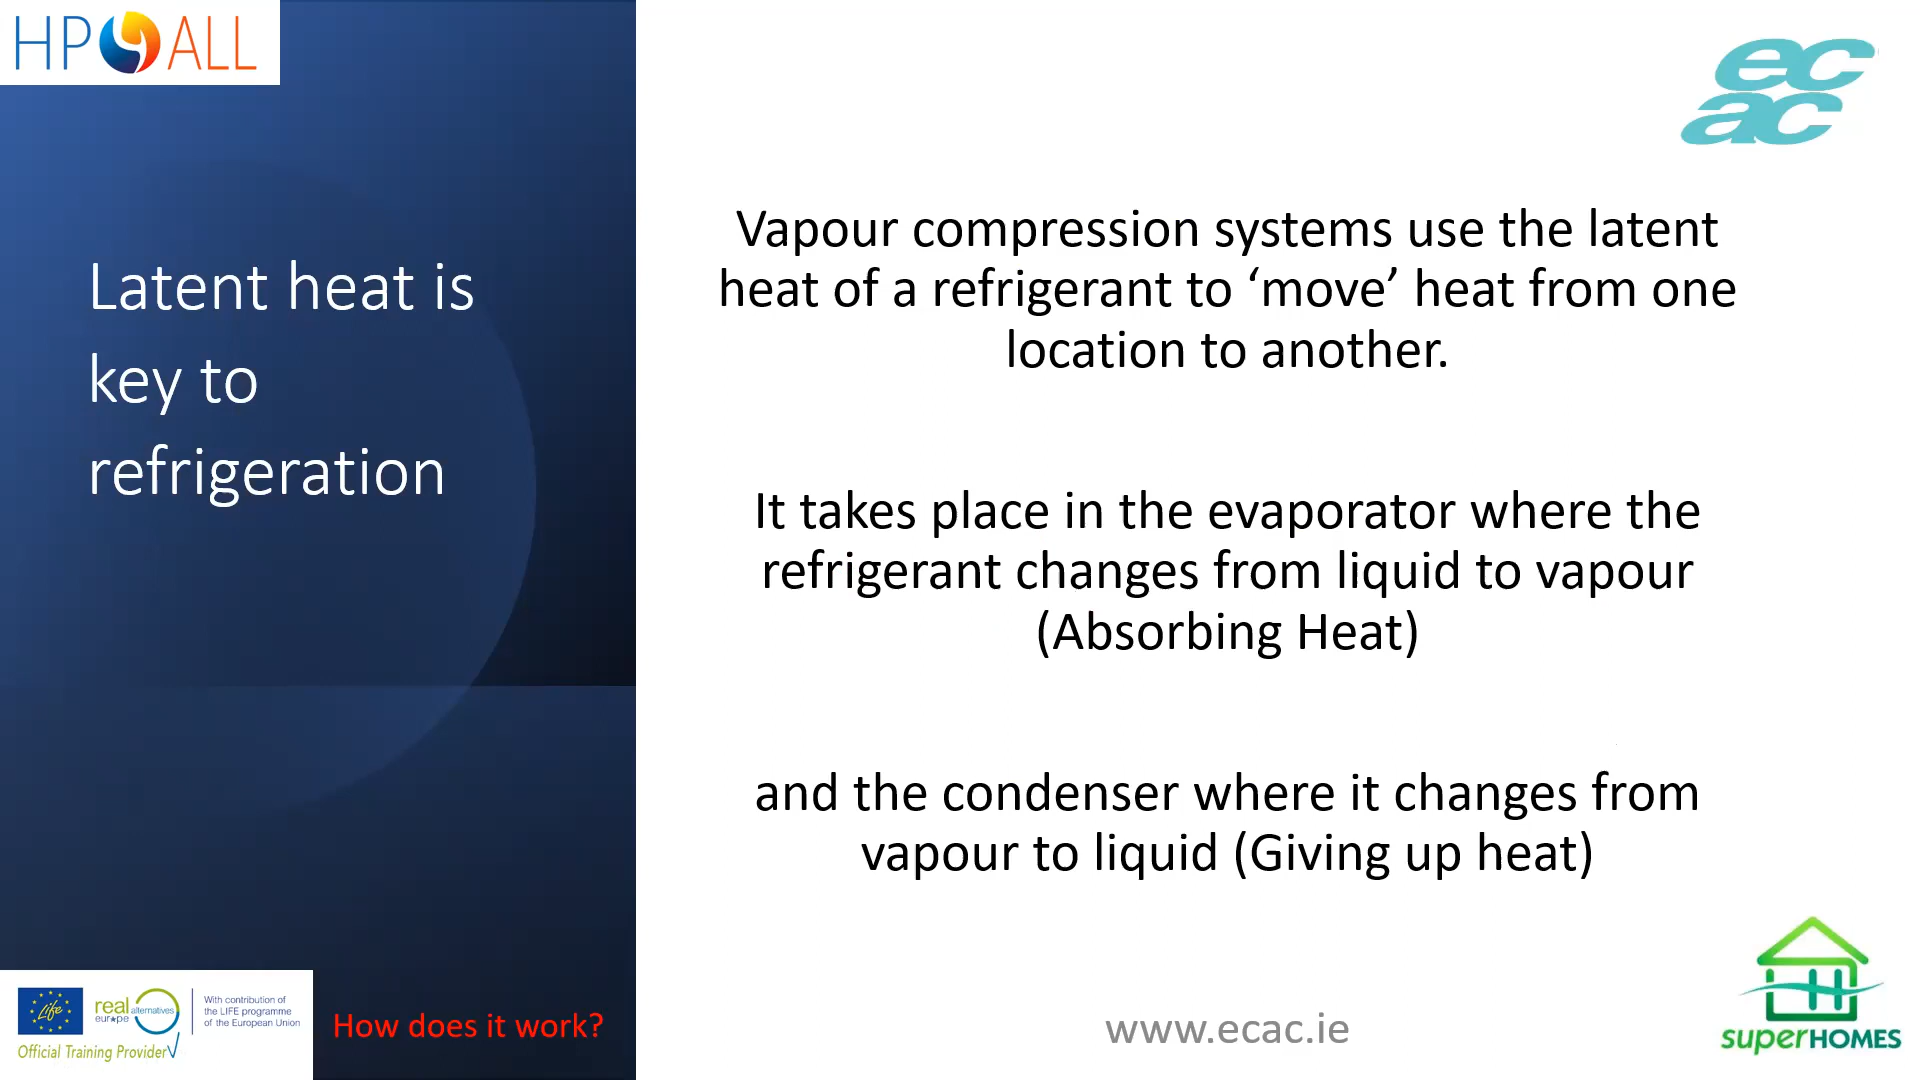 HP4ALL
ec
ac
Latent heat is
key to
refrigeration
Vapour compression systems use the latent
heat of a refrigerant to ‘move’ heat from one
location to another.
It takes place in the evaporator where the
refrigerant changes from liquid to vapour
(Absorbing Heat)
and the condenser where it changes from
vapour to liquid (Giving up heat)
Life
real alternatives
europe
With contribution of
the LIFE programme
of the European Union
Official Training Provider
How does it work?
www.ecac.ie
superHOMES